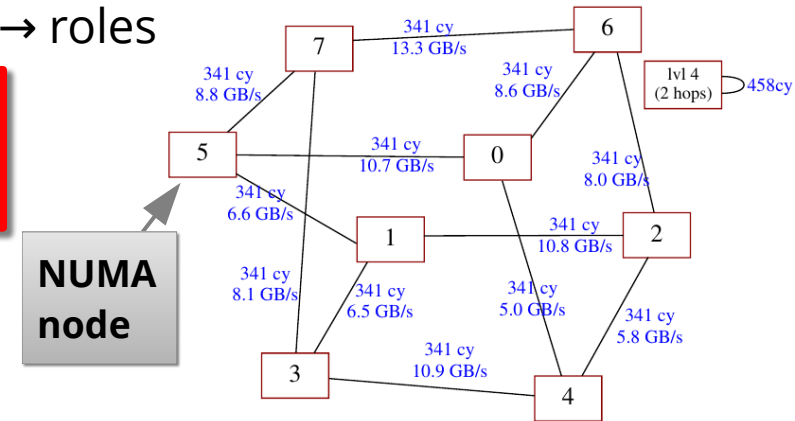 → roles
7
341 cy
13.3 GB/s
6
lvl 4
(2 hops)
458cy
341 cy
8.8 GB/s
341 cy
8.6 GB/s
5
341 cy
10.7 GB/s
0
341 cy
8.0 GB/s
341 cy
6.6 GB/s
1
341 cy
10.8 GB/s
2
NUMA
node
341 cy
8.1 GB/s
341 cy
6.5 GB/s
341 cy
5.0 GB/s
341 cy
5.8 GB/s
3
341 cy
10.9 GB/s
4